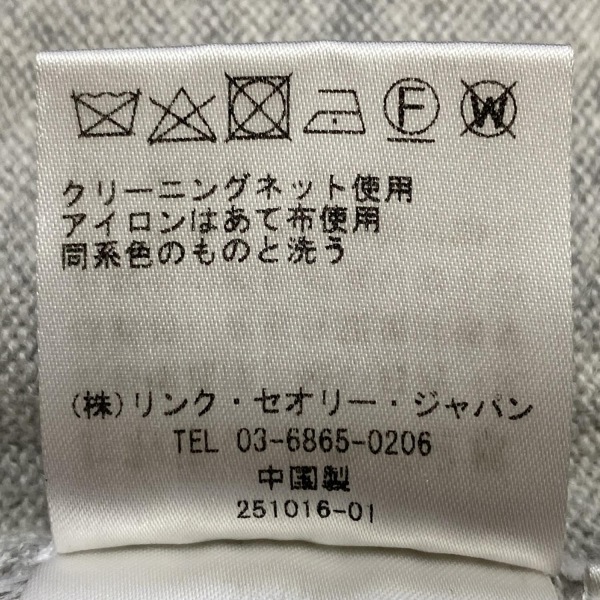 F W
クリーニングネット使用
アイロンはあて布使用
同系色のものと洗う
(株)リンク・セオリー・ジャパン
TEL 03-6865-0206
中国製
251016-01